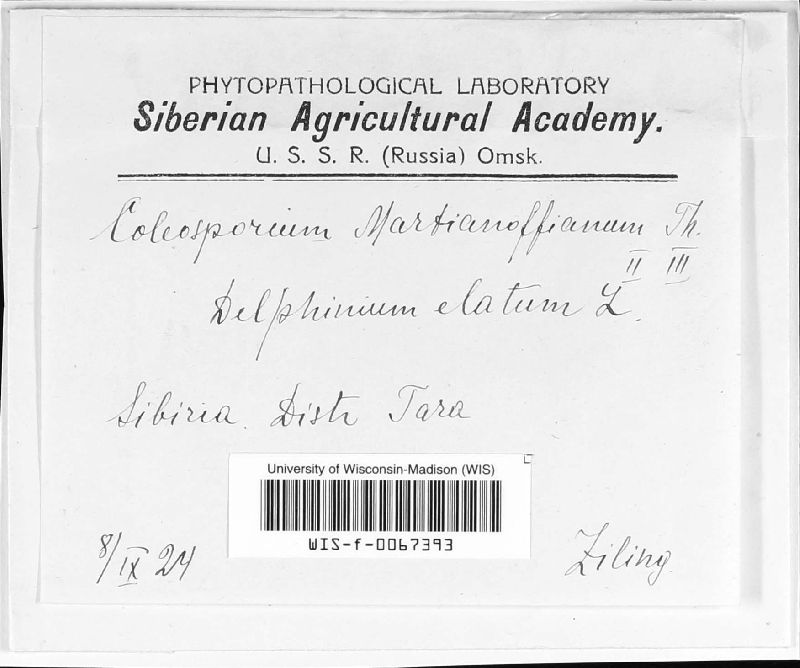 PHYTOPATHOLOGICAL LABORATORY
Siberian Agricultural Academy.
U. S. S. R. (Russia) Omsk.
Coleosporium Martianoffianum Th.
II III
Delphinium elatum L.
Sibiria. Distr Tara
University of Wisconsin-Madison (WIS)
WIS-f-0067393
8/IX 24
Ziling